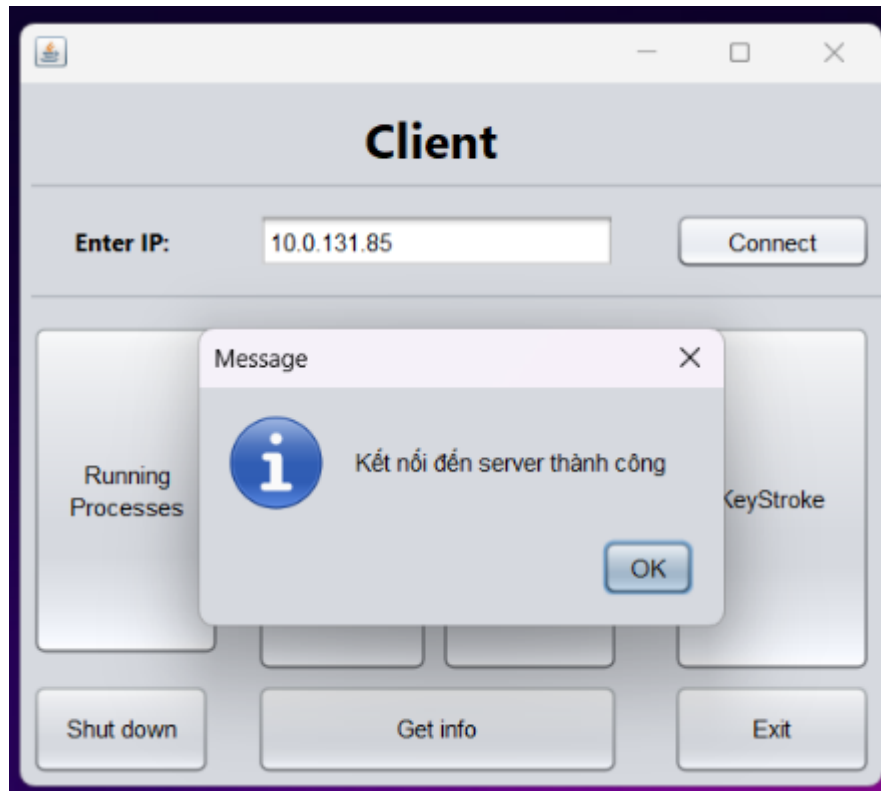 Client
Enter IP:
10.0.131.85
Connect
Message
Kết nối đến server thành công
OK
Running
Processes
KeyStroke
Shut down
Get info
Exit